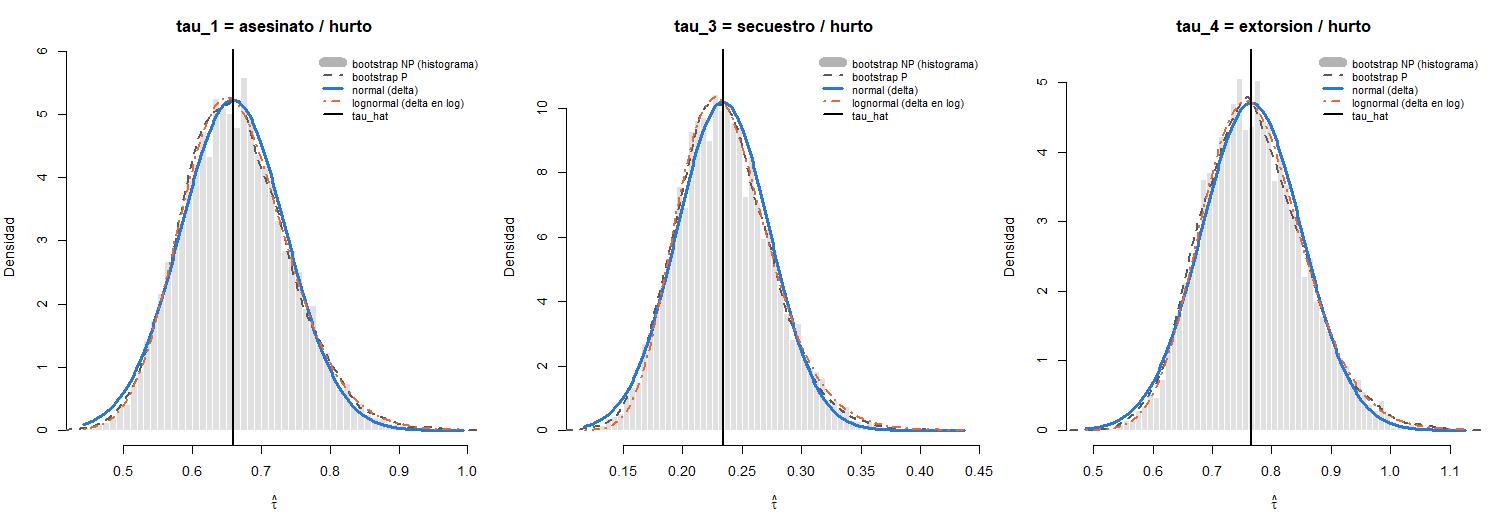 tau_1 = asesinato / hurto
bootstrap NP (histograma)
bootstrap P
normal (delta)
lognormal (delta en log)
tau_hat
Densidad
0
1
2
3
4
5
6
0.5
0.6
0.7
0.8
0.9
1.0
τ̂
tau_3 = secuestro / hurto
bootstrap NP (histograma)
bootstrap P
normal (delta)
lognormal (delta en log)
tau_hat
Densidad
0
2
4
6
8
10
0.15
0.20
0.25
0.30
0.35
0.40
0.45
τ̂
tau_4 = extorsion / hurto
bootstrap NP (histograma)
bootstrap P
normal (delta)
lognormal (delta en log)
tau_hat
Densidad
0
1
2
3
4
5
0.5
0.6
0.7
0.8
0.9
1.0
1.1
τ̂